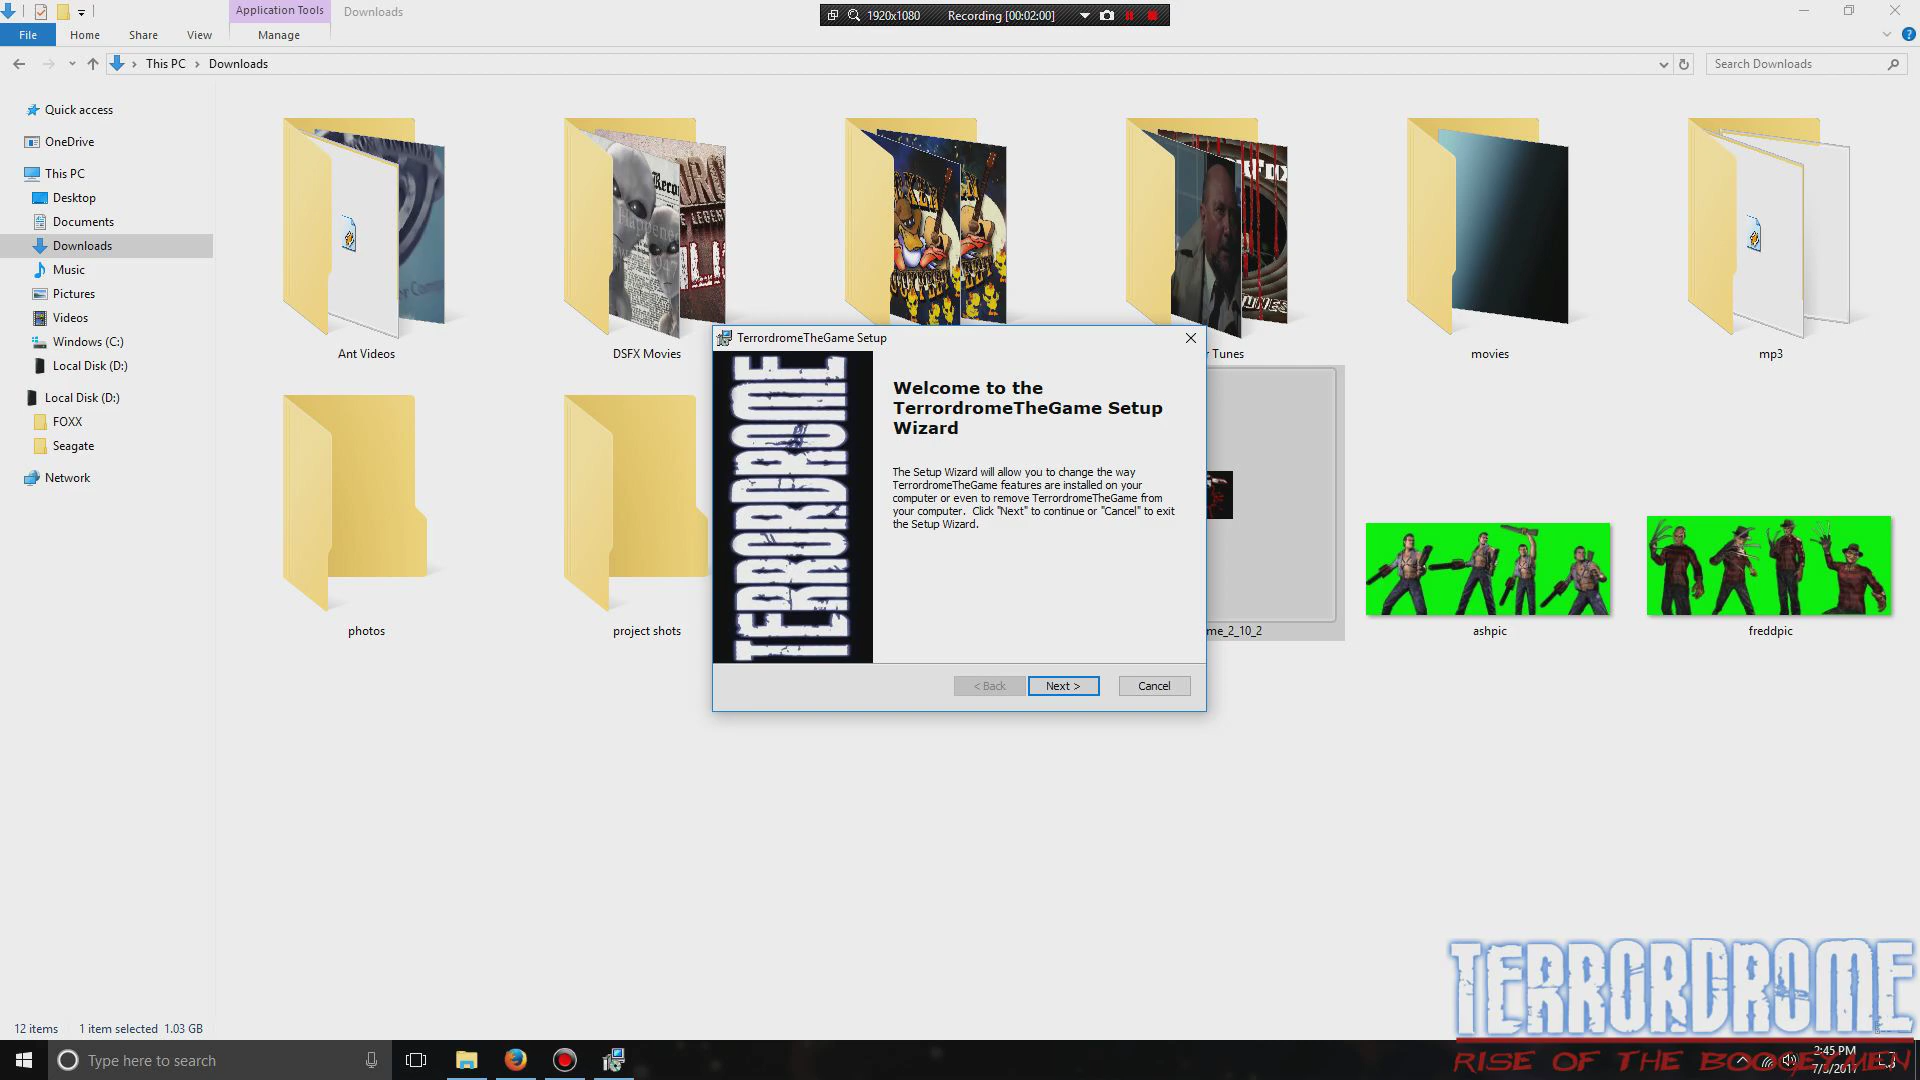 Application Tools
Downloads
1920x1080
Recording [00:02:00]
File
Home
Share
View
Manage
This PC
Downloads
Search Downloads
Quick access
OneDrive
This PC
Desktop
Documents
Downloads
Music
Pictures
Videos
Windows (C:)
Local Disk (D:)
Local Disk (D:)
FOXX
Seagate
Network
Ant Videos
DSFX Movies
Tunes
movies
mp3
TerrordromeTheGame Setup
TERRORDROME
Welcome to the
TerrordromeTheGame Setup
Wizard
The Setup Wizard will allow you to change the way
TerrordromeTheGame features are installed on your
computer or even to remove TerrordromeTheGame from
your computer. Click "Next" to continue or "Cancel" to exit
the Setup Wizard.
< Back
Next >
Cancel
photos
project shots
me_2_10_2
ashpic
freddpic
TERRORDROME
RISE OF THE BOOGEYMEN
12 items
1 item selected 1.03 GB
Type here to search
2:45 PM